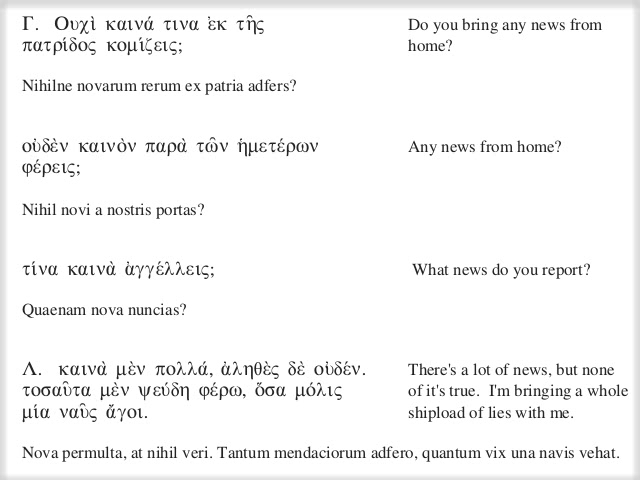 Γ. Ουχὶ καινά τινα ἐκ τῆς
πατρίδος κομίζεις;
Do you bring any news from
home?
Nihilne novarum rerum ex patria adfers?
οὐδὲν καινὸν παρὰ τῶν ἡμετέρων
φέρεις;
Any news from home?
Nihil novi a nostris portas?
τίνα καινὰ ἀγγέλλεις;
What news do you report?
Quaenam nova nuncias?
Λ. καινὰ μὲν πολλά, ἀληθὲς δὲ οὐδέν.
τοσαῦτα μὲν ψεύδη φέρω, ὅσα μόλις
μία ναῦς ἄγοι.
There's a lot of news, but none
of it's true. I'm bringing a whole
shipload of lies with me.
Nova permulta, at nihil veri. Tantum mendaciorum adfero, quantum vix una navis vehat.